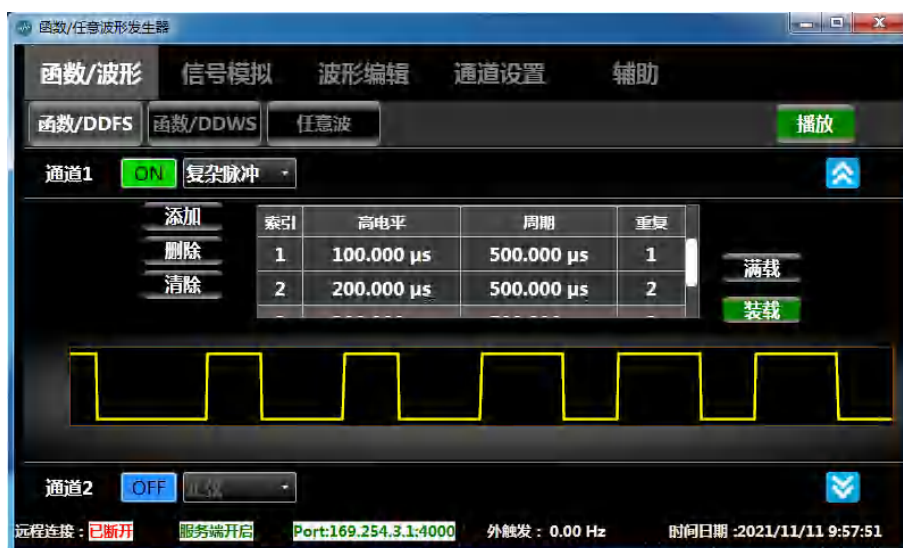 函数/任意波形发生器
函数/波形 信号模拟 波形编辑 通道设置 辅助
函数/DDFS 函数/DDWS 任意波 播放
通道1 ON 复杂脉冲
添加
删除
清除
索引 高电平 周期 重复
1 100.000 μs 500.000 μs 1
2 200.000 μs 500.000 μs 2
满载
装载
通道2 OFF 正弦
远程连接：已断开 服务端开启 Port:169.254.3.1:4000 外触发：0.00 Hz 时间日期 :2021/11/11 9:57:51